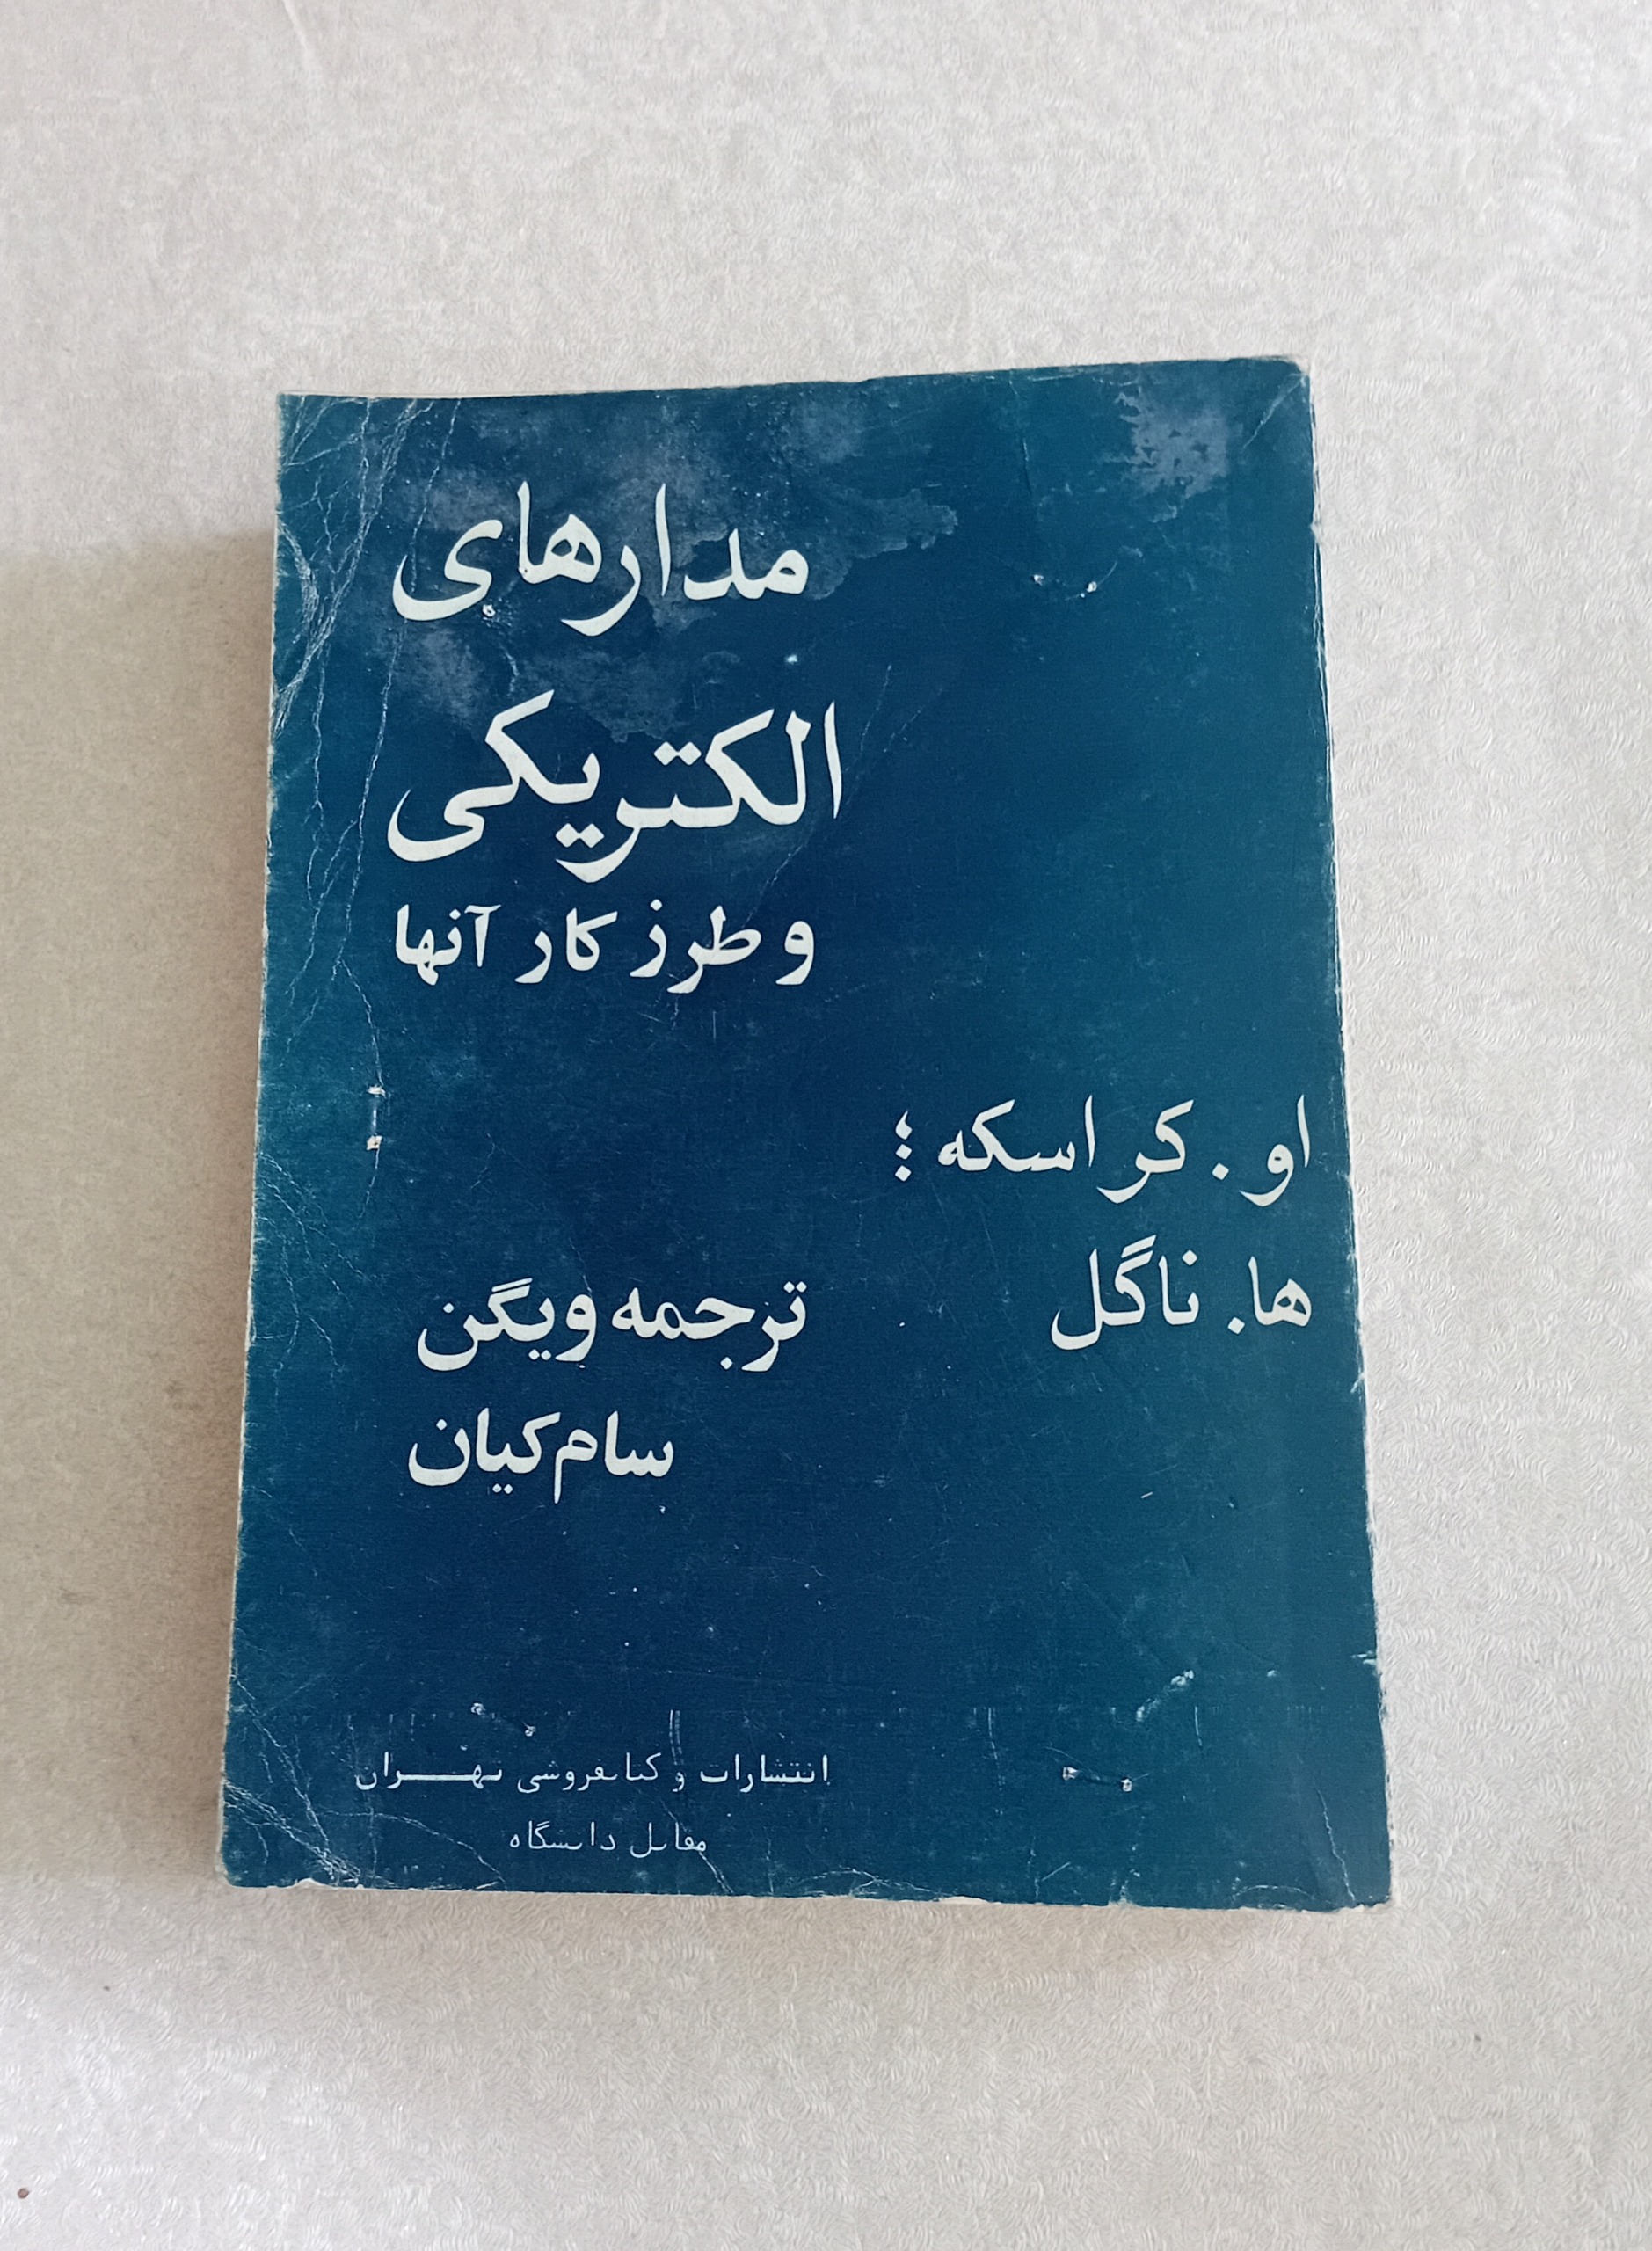 مدارهای
الکتریکی
و طرز کار آنها
او. کراسکه ؛
ها. ناگل
ترجمه ویگن
سام‌کیان
انتشارات و کتابفروشی تهران
مقابل دانشگاه